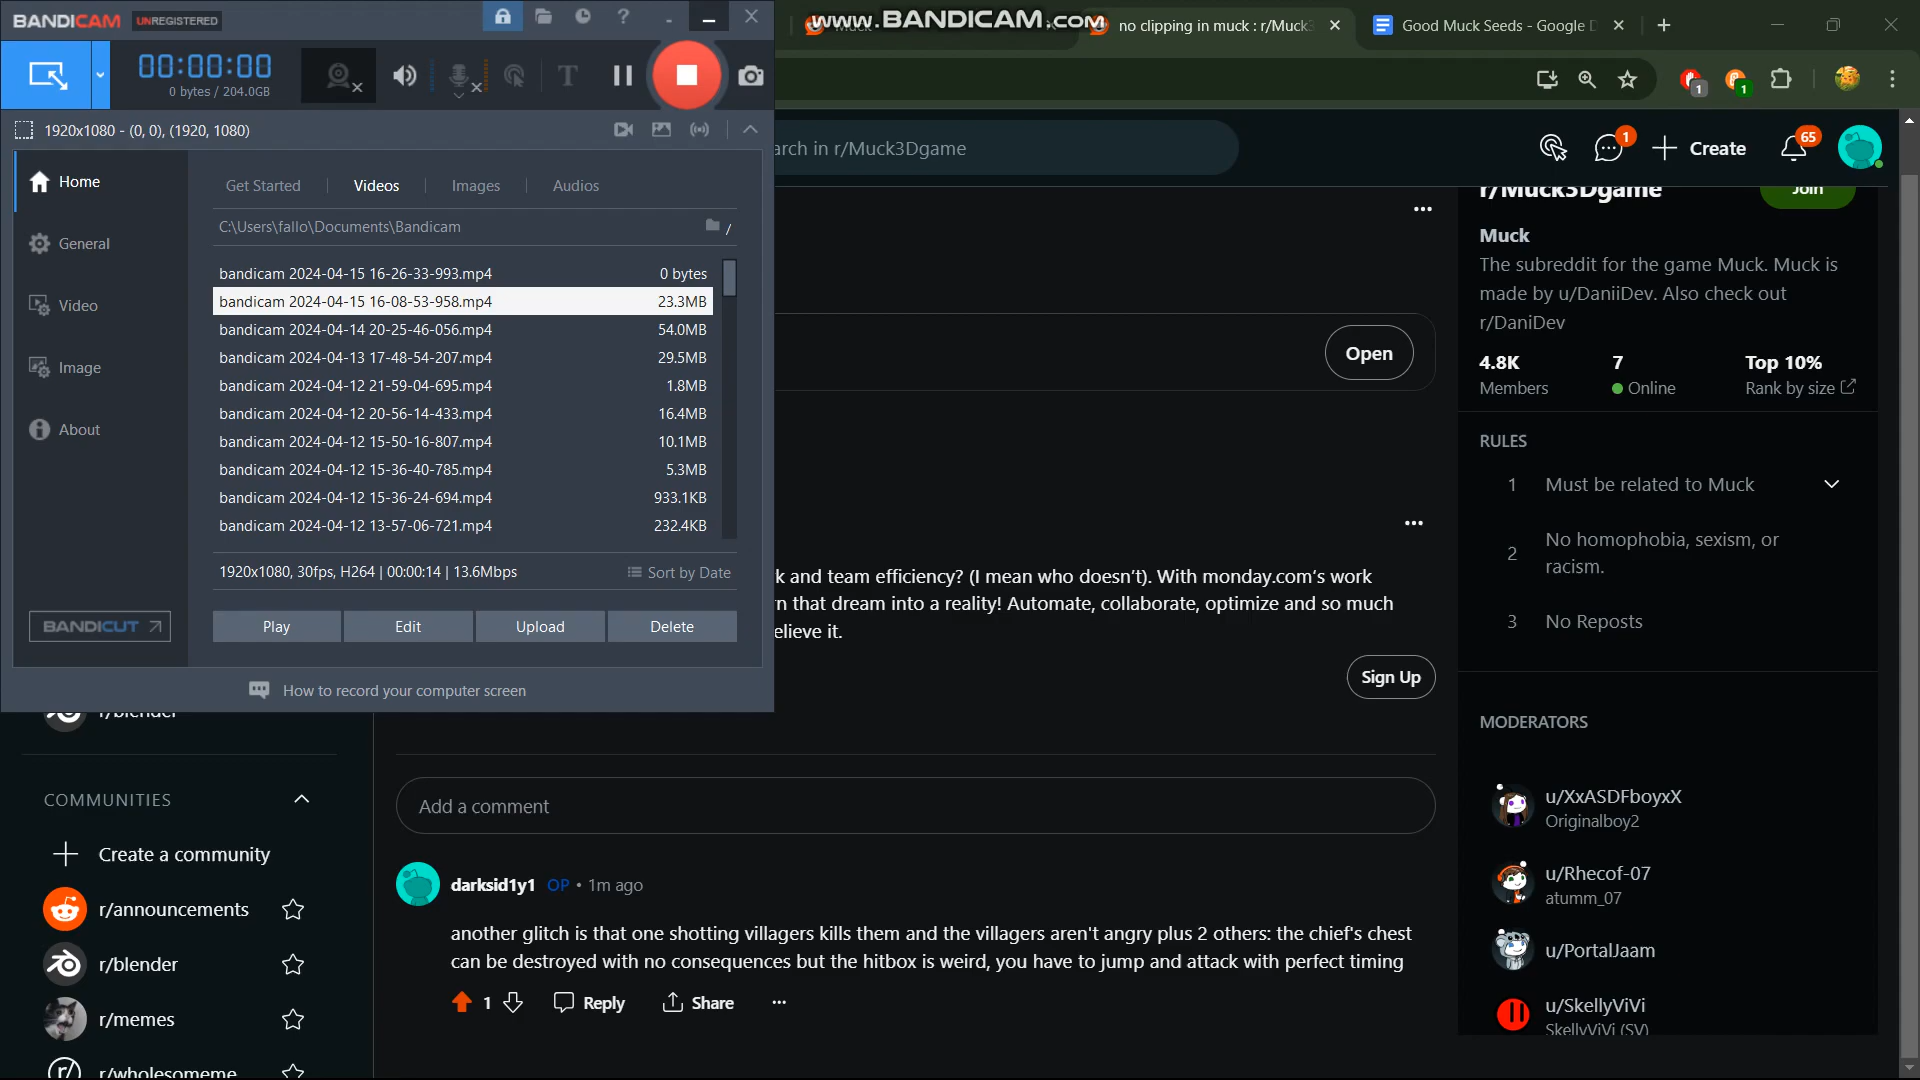 BANDICAM UNREGISTERED
www.BANDICAM.com
no clipping in muck : r/Muck
Good Muck Seeds - Google D
00:00:00
0 bytes / 204.0GB
1
1
1920x1080 - (0, 0), (1920, 1080)
arch in r/Muck3Dgame
1
Create
65
Home
General
Video
Image
About
BANDICUT
Get Started
Videos
Images
Audios
C:\Users\fallo\Documents\Bandicam
/
bandicam 2024-04-15 16-26-33-993.mp4 0 bytes
bandicam 2024-04-15 16-08-53-958.mp4 23.3MB
bandicam 2024-04-14 20-25-46-056.mp4 54.0MB
bandicam 2024-04-13 17-48-54-207.mp4 29.5MB
bandicam 2024-04-12 21-59-04-695.mp4 1.8MB
bandicam 2024-04-12 20-56-14-433.mp4 16.4MB
bandicam 2024-04-12 15-50-16-807.mp4 10.1MB
bandicam 2024-04-12 15-36-40-785.mp4 5.3MB
bandicam 2024-04-12 15-36-24-694.mp4 933.1KB
bandicam 2024-04-12 13-57-06-721.mp4 232.4KB
1920x1080, 30fps, H264 | 00:00:14 | 13.6Mbps
Sort by Date
Play
Edit
Upload
Delete
How to record your computer screen
Open
k and team efficiency? (I mean who doesn't). With monday.com's work
n that dream into a reality! Automate, collaborate, optimize and so much
elieve it.
Sign Up
r/blender
COMMUNITIES
Create a community
r/announcements
r/blender
r/memes
r/wholesomeme
Add a comment
darksid1y1 OP • 1m ago
another glitch is that one shotting villagers kills them and the villagers aren't angry plus 2 others: the chief's chest
can be destroyed with no consequences but the hitbox is weird, you have to jump and attack with perfect timing
1
Reply
Share
r/Muck3Dgame
Join
Muck
The subreddit for the game Muck. Muck is
made by u/DaniiDev. Also check out
r/DaniDev
4.8K
Members
7
Online
Top 10%
Rank by size
RULES
1 Must be related to Muck
2 No homophobia, sexism, or
racism.
3 No Reposts
MODERATORS
u/XxASDFboyxX
Originalboy2
u/Rhecof-07
atumm_07
u/PortalJaam
u/SkellyViVi
SkellyViVi (SV)